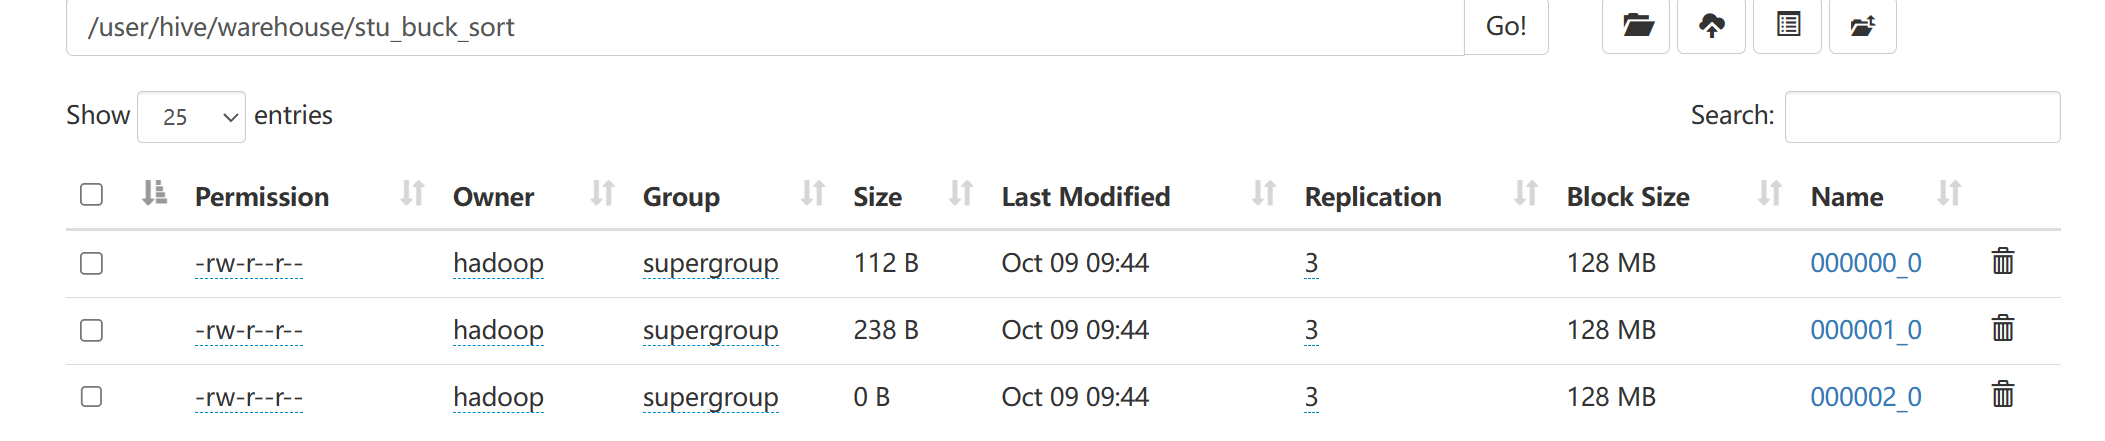 /user/hive/warehouse/stu_buck_sort Go!
Show 25 entries Search:
Permission Owner Group Size Last Modified Replication Block Size Name
-rw-r--r-- hadoop supergroup 112 B Oct 09 09:44 3 128 MB 000000_0
-rw-r--r-- hadoop supergroup 238 B Oct 09 09:44 3 128 MB 000001_0
-rw-r--r-- hadoop supergroup 0 B Oct 09 09:44 3 128 MB 000002_0